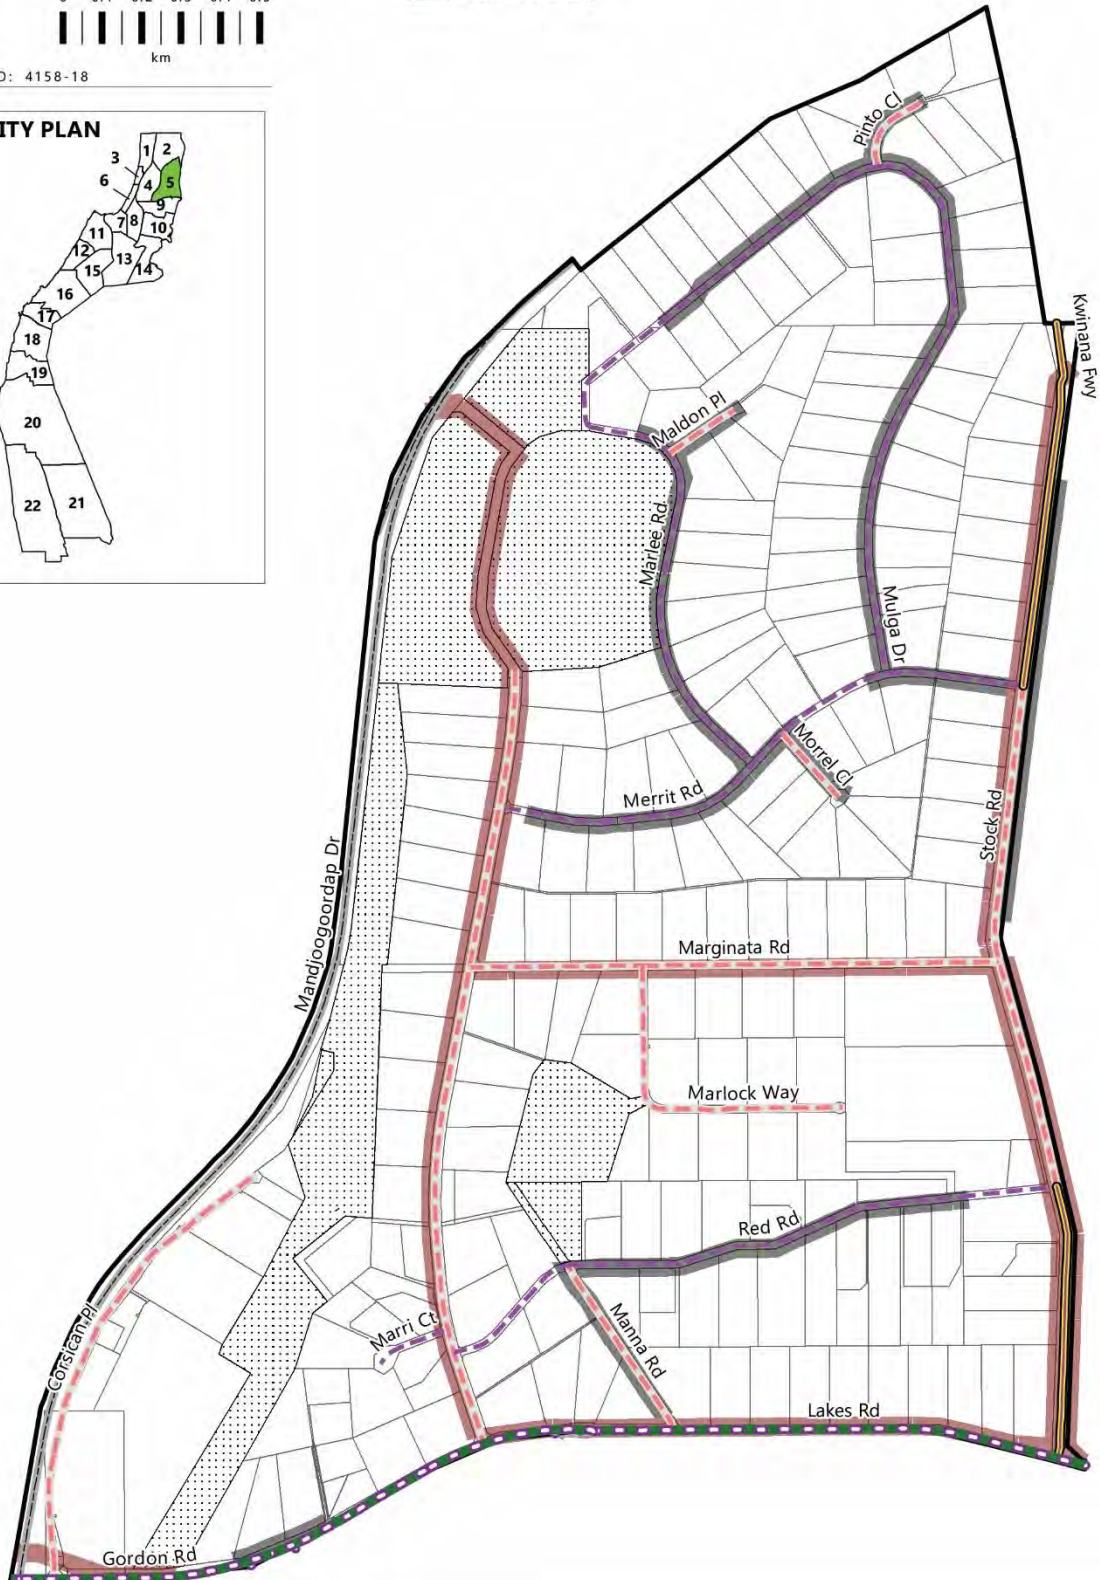 km
4158-18
ITY PLAN
1
2
3
4
5
6
9
7
8
10
11
12
13
14
15
16
17
18
19
20
21
22
Pinto Cl
Kwinana Fwy
Maldon Pl
Marlee Rd
Mulga Dr
Morrel Cl
Merrit Rd
Stock Rd
Mandjoogoordap Dr
Marginata Rd
Marlock Way
Red Rd
Marri Ct
Manna Rd
Corsican Pl
Lakes Rd
Gordon Rd